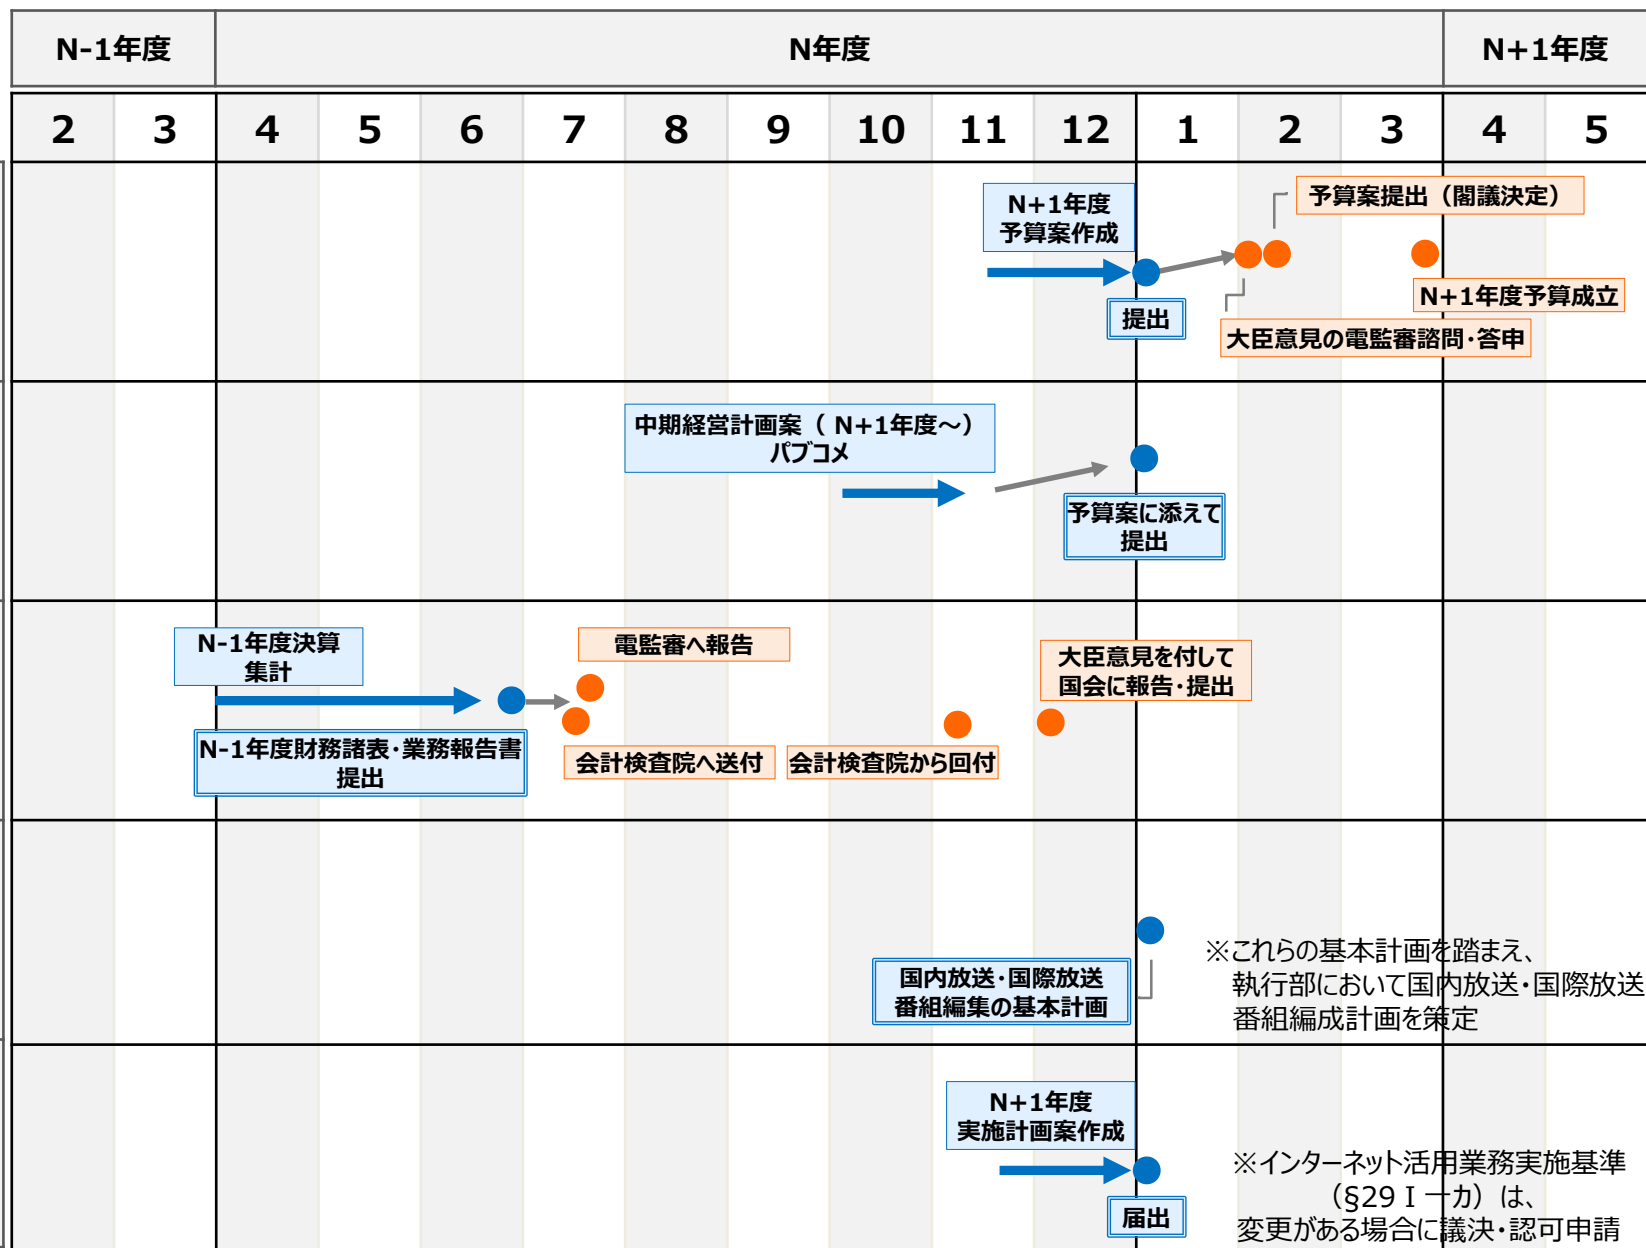 N-1年度
N年度
N+1年度
2 3 4 5 6 7 8 9 10 11 12 1 2 3 4 5
N+1年度
予算案作成
提出
予算案提出（閣議決定）
N+1年度予算成立
大臣意見の電監審諮問・答申
中期経営計画案（ N+1年度～）
パブコメ
予算案に添えて
提出
N-1年度決算
集計
N-1年度財務諸表・業務報告書
提出
電監審へ報告
会計検査院へ送付
会計検査院から回付
大臣意見を付して
国会に報告・提出
国内放送・国際放送
番組編集の基本計画
※これらの基本計画を踏まえ、
執行部において国内放送・国際放送
番組編成計画を策定
N+1年度
実施計画案作成
届出
※インターネット活用業務実施基準
（§29Ⅰ一カ）は、
変更がある場合に議決・認可申請